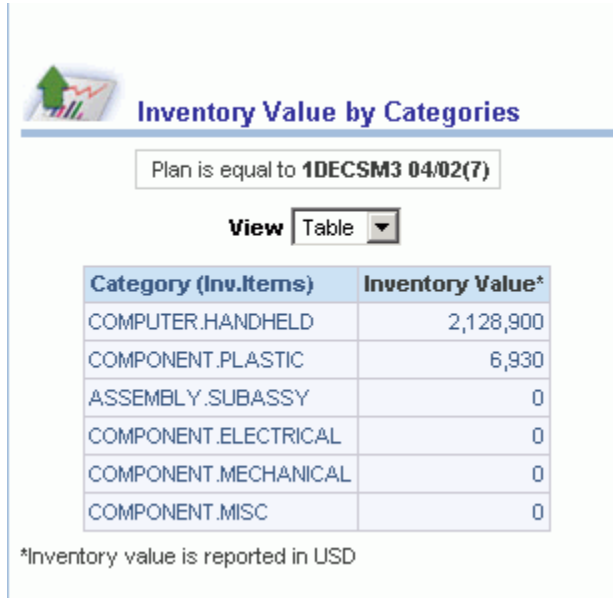 Inventory Value by Categories
Plan is equal to 1DECSM3 04/02(7)
View Table
Category (Inv.Items) Inventory Value*
COMPUTER.HANDHELD 2,128,900
COMPONENT.PLASTIC 6,930
ASSEMBLY.SUBASSY 0
COMPONENT.ELECTRICAL 0
COMPONENT.MECHANICAL 0
COMPONENT.MISC 0
*Inventory value is reported in USD